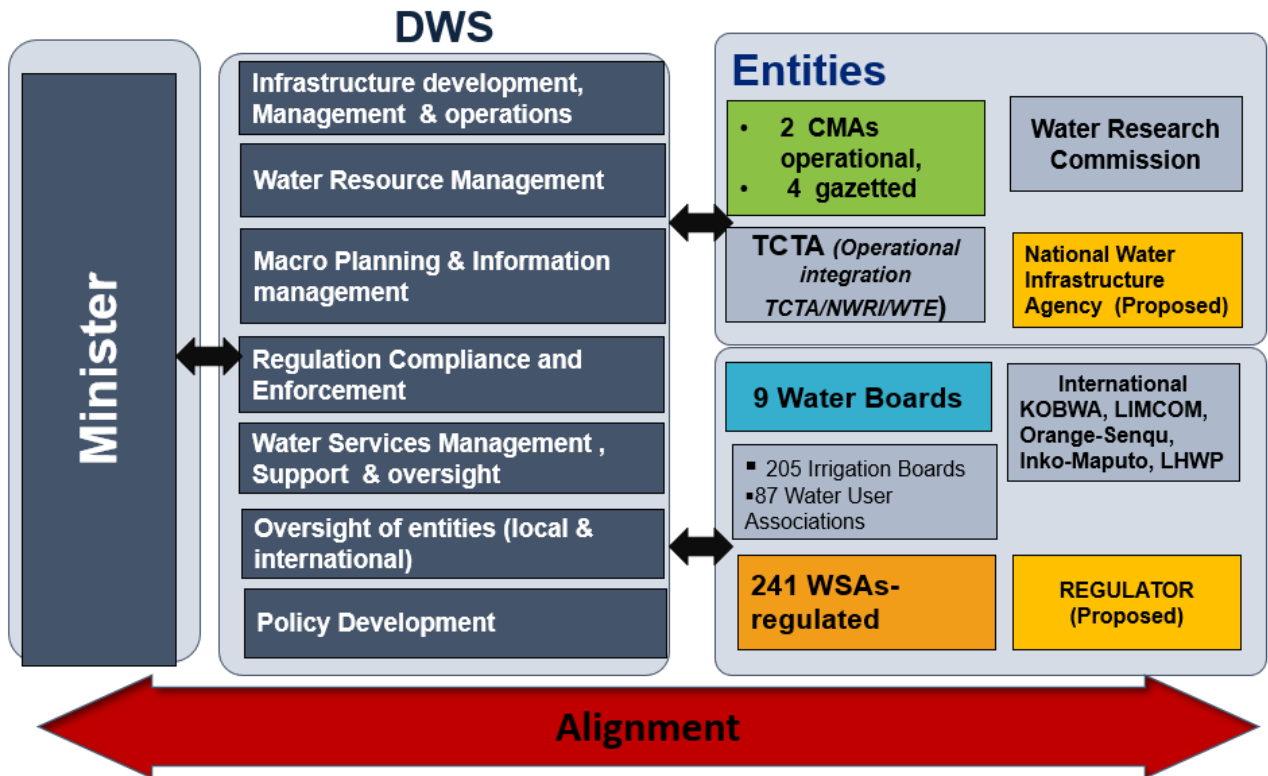 DWS
Minister
Infrastructure development,
Management & operations
Water Resource Management
Macro Planning & Information
management
Regulation Compliance and
Enforcement
Water Services Management ,
Support & oversight
Oversight of entities (local &
international)
Policy Development
Entities
• 2 CMAs
operational,
• 4 gazetted
Water Research
Commission
TCTA (Operational
integration
TCTA/NWRI/WTE)
National Water
Infrastructure
Agency (Proposed)
9 Water Boards
International
KOBWA, LIMCOM,
Orange-Senqu,
Inko-Maputo, LHWP
▪ 205 Irrigation Boards
▪87 Water User
Associations
241 WSAs-
regulated
REGULATOR
(Proposed)
Alignment